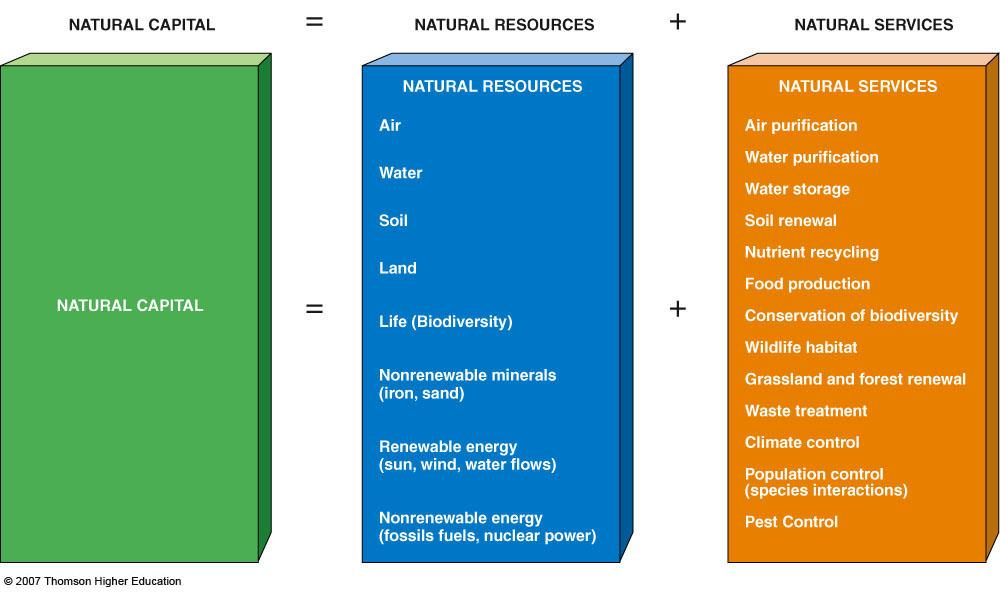 NATURAL CAPITAL = NATURAL RESOURCES + NATURAL SERVICES
NATURAL CAPITAL
=
NATURAL RESOURCES
Air
Water
Soil
Land
Life (Biodiversity)
Nonrenewable minerals
(iron, sand)
Renewable energy
(sun, wind, water flows)
Nonrenewable energy
(fossils fuels, nuclear power)
+
NATURAL SERVICES
Air purification
Water purification
Water storage
Soil renewal
Nutrient recycling
Food production
Conservation of biodiversity
Wildlife habitat
Grassland and forest renewal
Waste treatment
Climate control
Population control
(species interactions)
Pest Control
© 2007 Thomson Higher Education